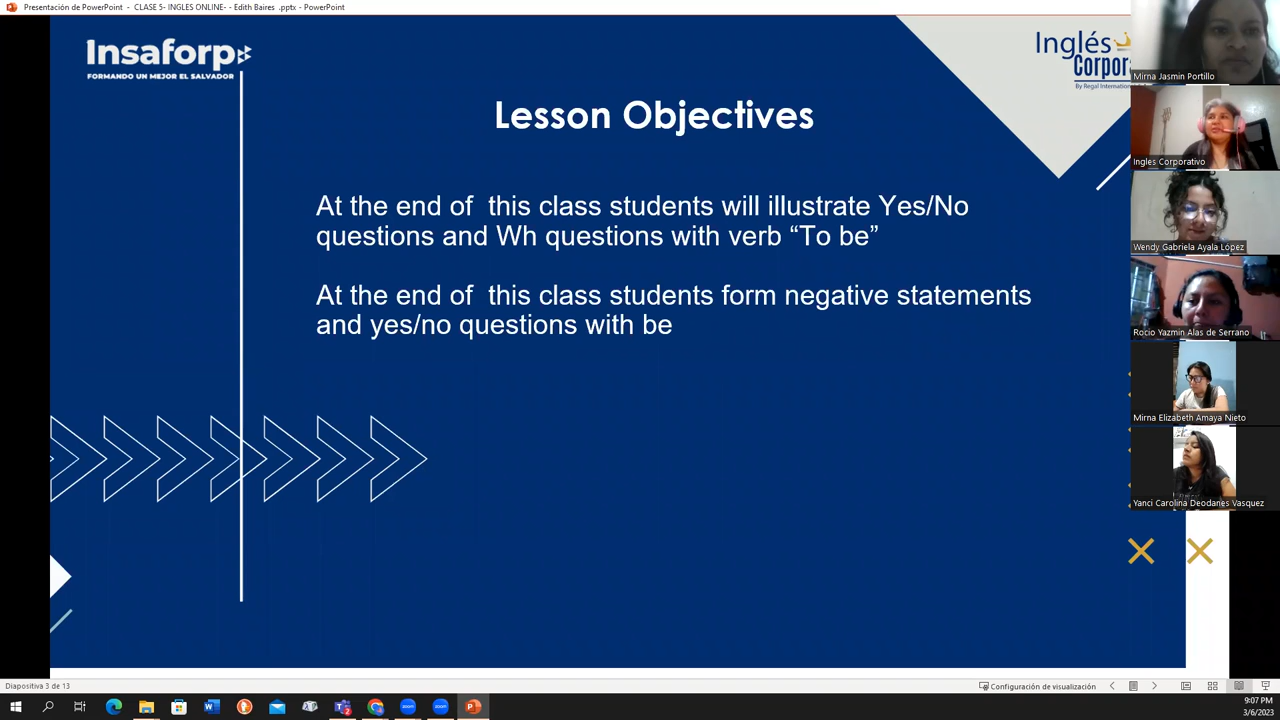 Presentación de PowerPoint - CLASE 5- INGLES ONLINE- - Edith Baires .pptx - PowerPoint
Insaforp
FORMANDO UN MEJOR EL SALVADOR
Inglés
Corpora
Lesson Objectives
At the end of this class students will illustrate Yes/No
questions and Wh questions with verb “To be”
At the end of this class students form negative statements
and yes/no questions with be
Mirna Jasmin Portillo
Ingles Corporativo
Wendy Gabriela Ayala López
Rocio Yazmin Alas de Serrano
Mirna Elizabeth Amaya Nieto
Yanci Carolina Deodanes Vasquez
Diapositiva 3 de 13
Configuración de visualización
zoom
zoom
9:07 PM
3/6/2023